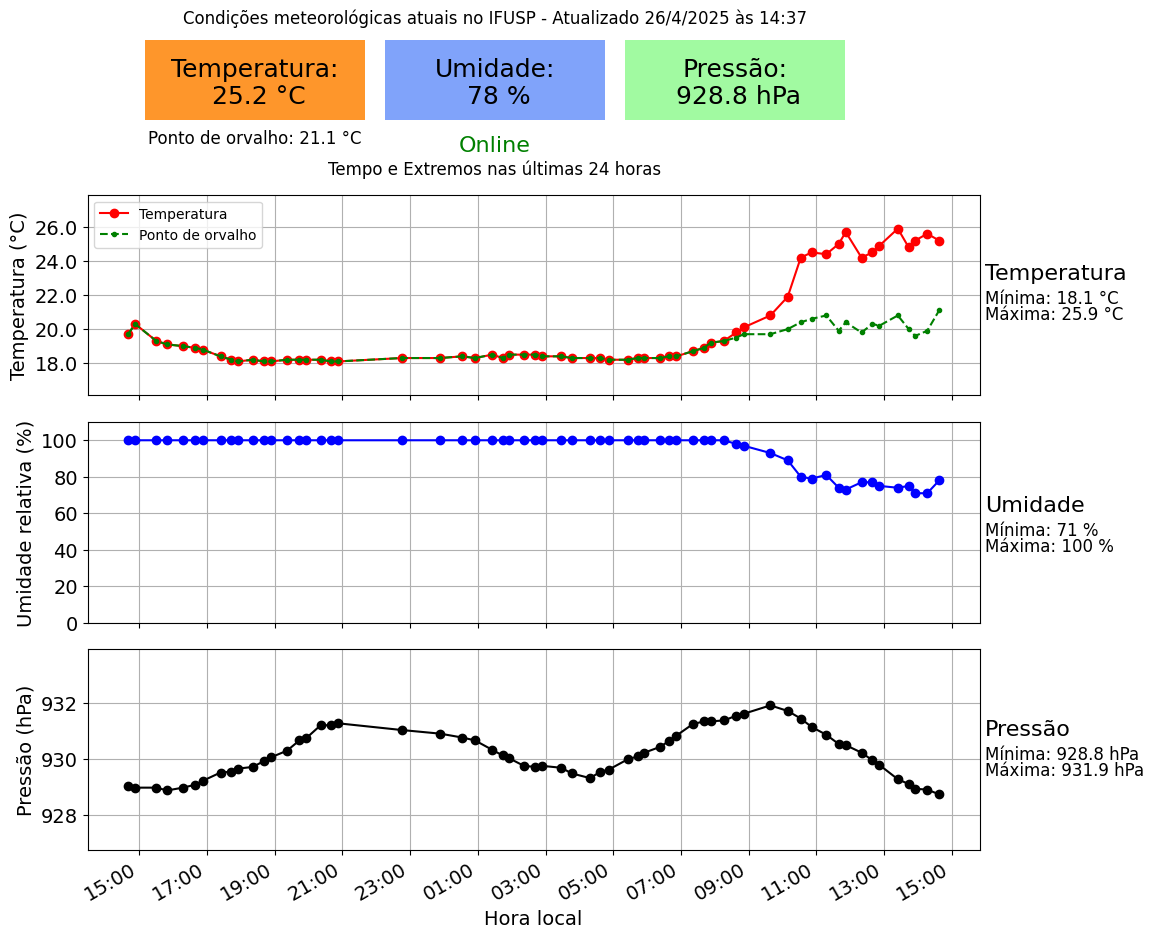 Condições meteorológicas atuais no IFUSP - Atualizado 26/4/2025 às 14:37
Temperatura:
25.2 °C
Umidade:
78 %
Pressão:
928.8 hPa
Ponto de orvalho: 21.1 °C
Online
Tempo e Extremos nas últimas 24 horas
Temperatura (°C)
26.0
24.0
22.0
20.0
18.0
Temperatura
Ponto de orvalho
Temperatura
Mínima: 18.1 °C
Máxima: 25.9 °C
Umidade relativa (%)
100
80
60
40
20
0
Umidade
Mínima: 71 %
Máxima: 100 %
Pressão (hPa)
932
930
928
Pressão
Mínima: 928.8 hPa
Máxima: 931.9 hPa
15:00 17:00 19:00 21:00 23:00 01:00 03:00 05:00 07:00 09:00 11:00 13:00 15:00
Hora local